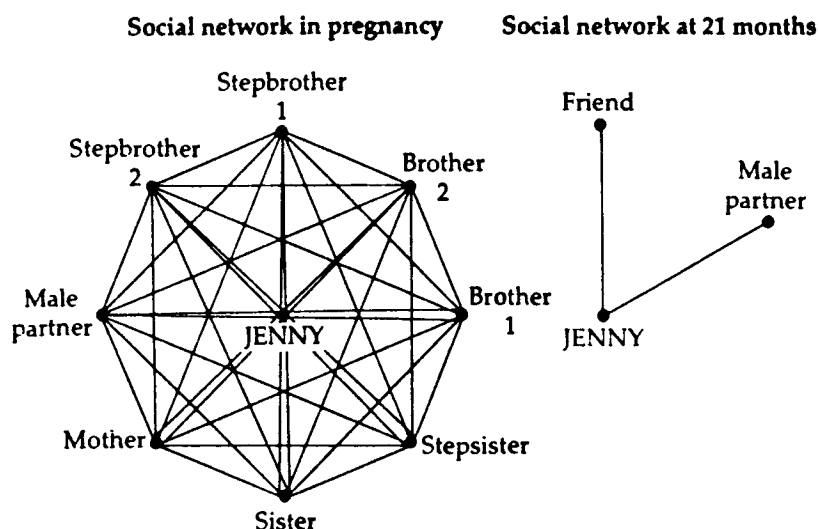 Social network in pregnancy
Social network at 21 months
Stepbrother
1
Stepbrother
2
Brother
2
Male
partner
JENNY
Brother
1
Mother
Stepsister
Sister
Friend
Male
partner
JENNY